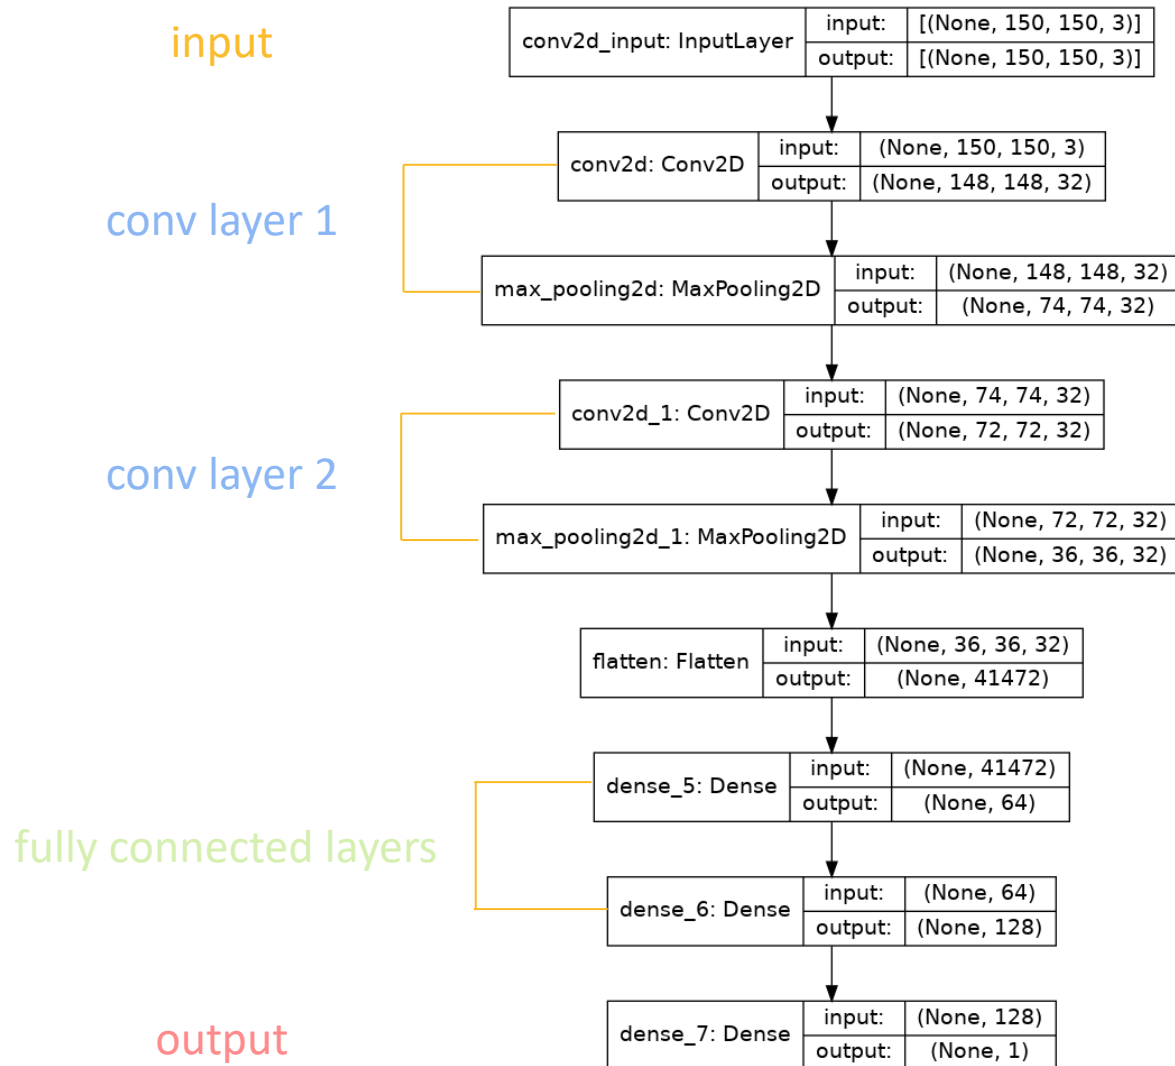 input
conv2d_input: InputLayer
input: [(None, 150, 150, 3)]
output: [(None, 150, 150, 3)]
conv layer 1
conv2d: Conv2D
input: (None, 150, 150, 3)
output: (None, 148, 148, 32)
max_pooling2d: MaxPooling2D
input: (None, 148, 148, 32)
output: (None, 74, 74, 32)
conv layer 2
conv2d_1: Conv2D
input: (None, 74, 74, 32)
output: (None, 72, 72, 32)
max_pooling2d_1: MaxPooling2D
input: (None, 72, 72, 32)
output: (None, 36, 36, 32)
flatten: Flatten
input: (None, 36, 36, 32)
output: (None, 41472)
fully connected layers
dense_5: Dense
input: (None, 41472)
output: (None, 64)
dense_6: Dense
input: (None, 64)
output: (None, 128)
output
dense_7: Dense
input: (None, 128)
output: (None, 1)